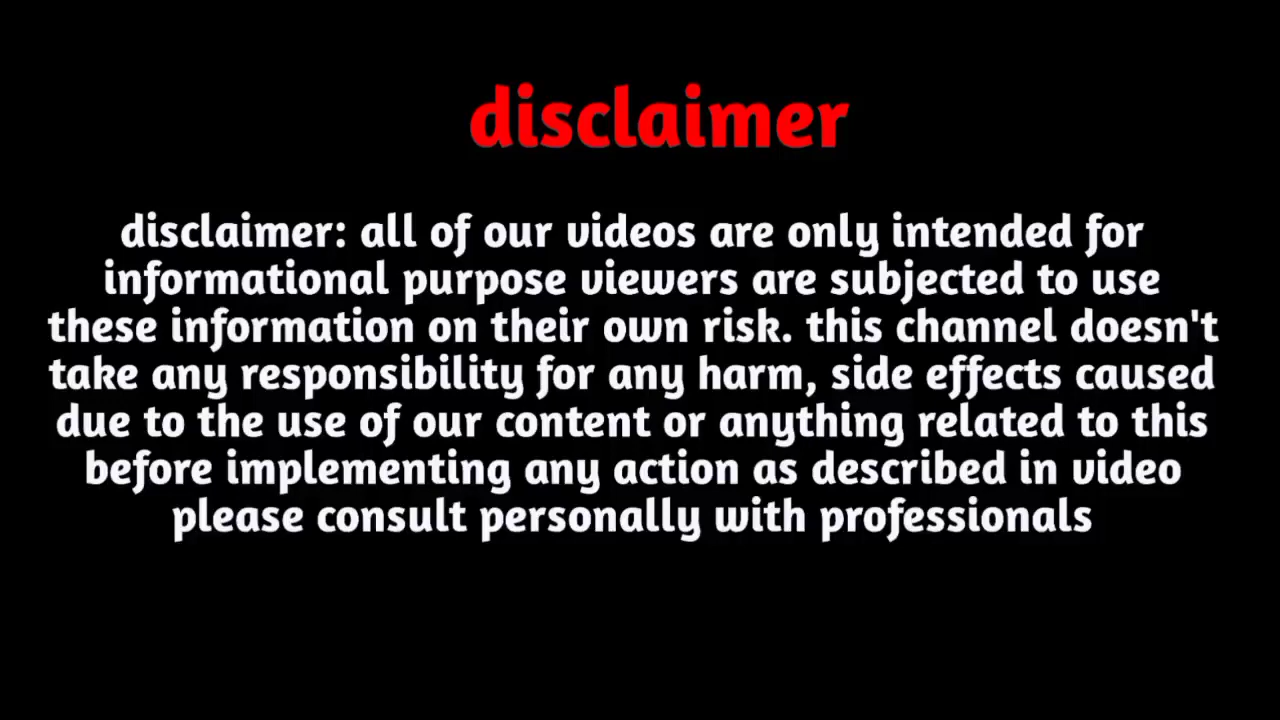 disclaimer
disclaimer: all of our videos are only intended for
informational purpose viewers are subjected to use
these information on their own risk. this channel doesn't
take any responsibility for any harm, side effects caused
due to the use of our content or anything related to this
before implementing any action as described in video
please consult personally with professionals